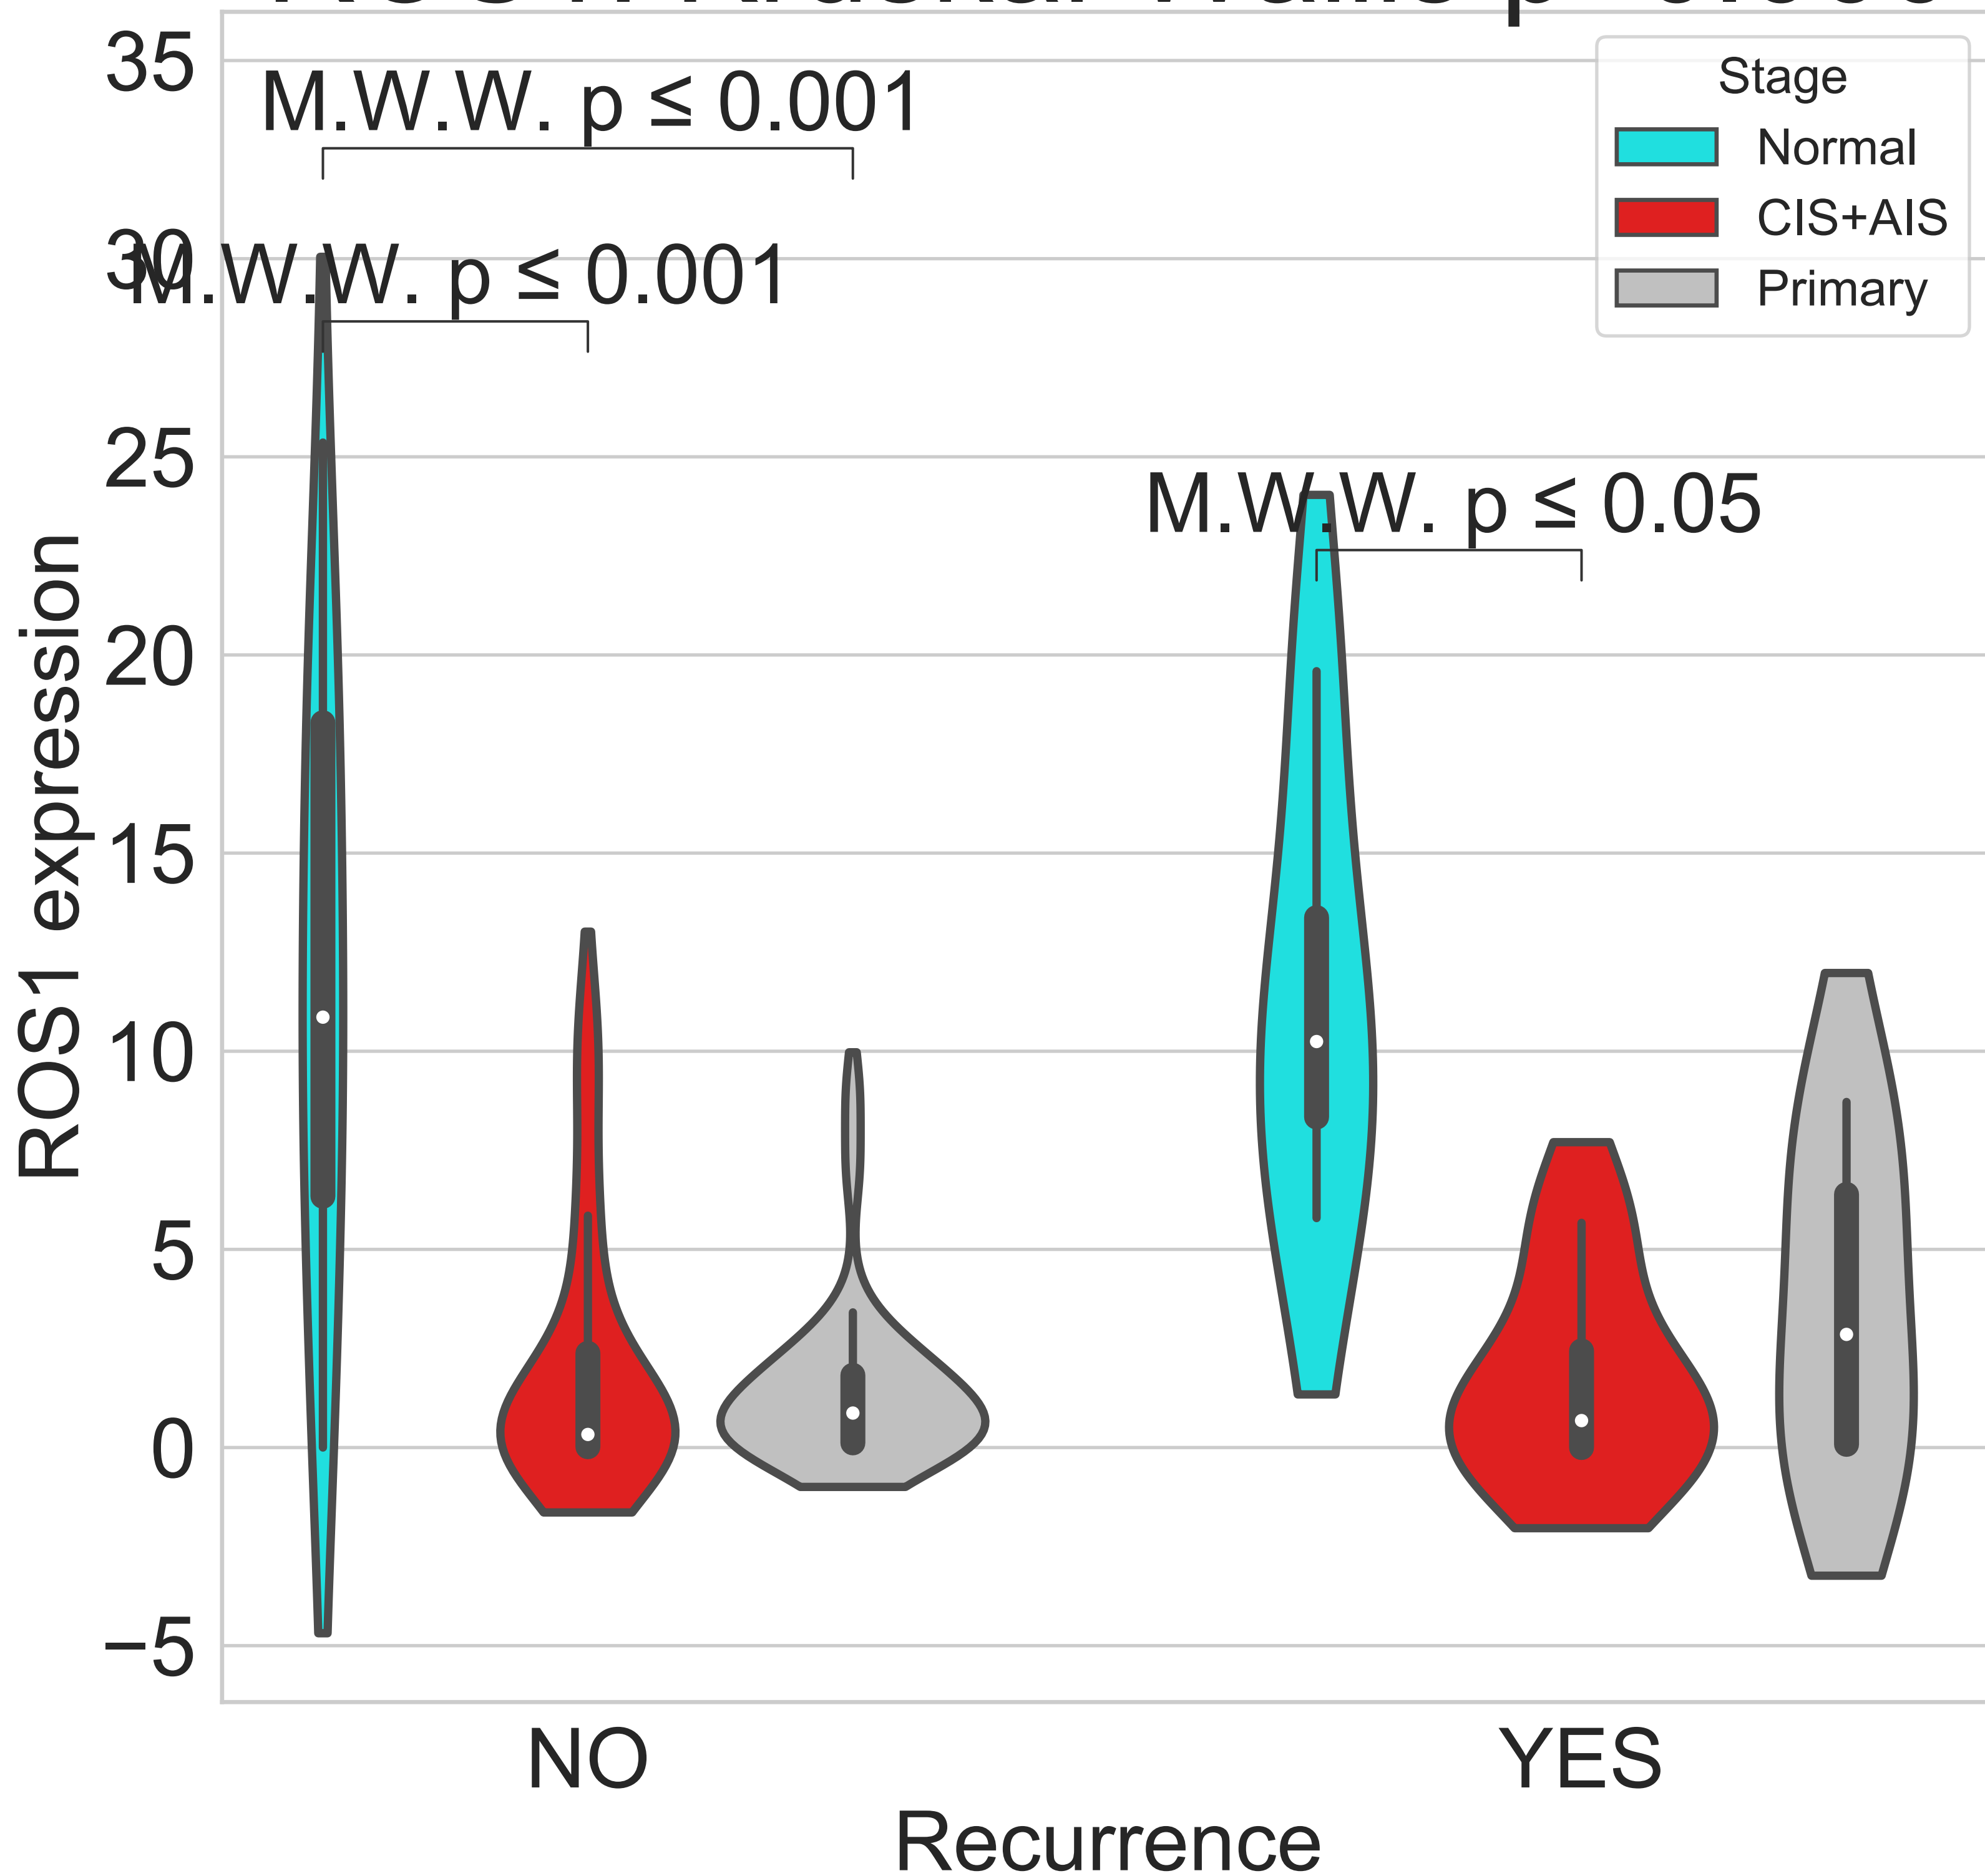 35
M.W.W. p ≤ 0.001
Stage
Normal
CIS+AIS
Primary
30
M.W.W. p ≤ 0.001
25
M.W.W. p ≤ 0.05
20
15
10
5
0
−5
ROS1 expression
NO
YES
Recurrence